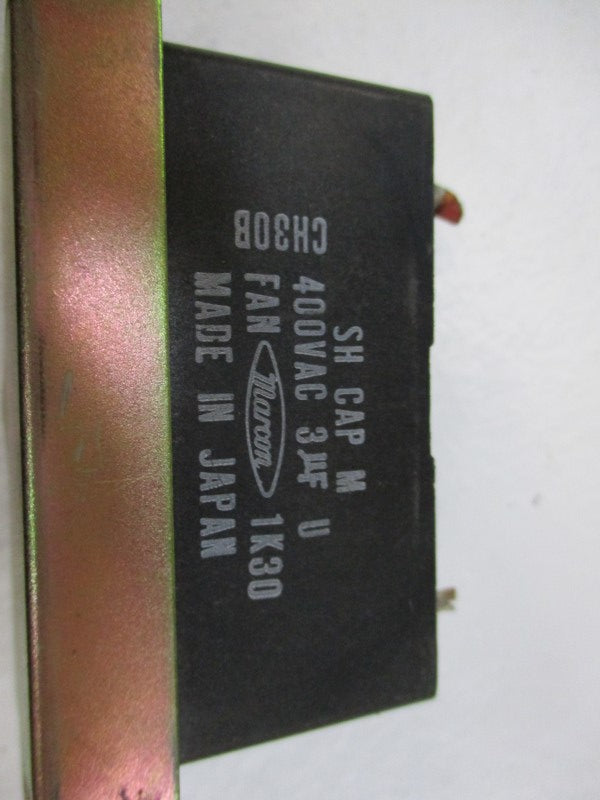 SH CAP M
400VAC 3µF U
FAN Marcon 1K30
MADE IN JAPAN
CH30B